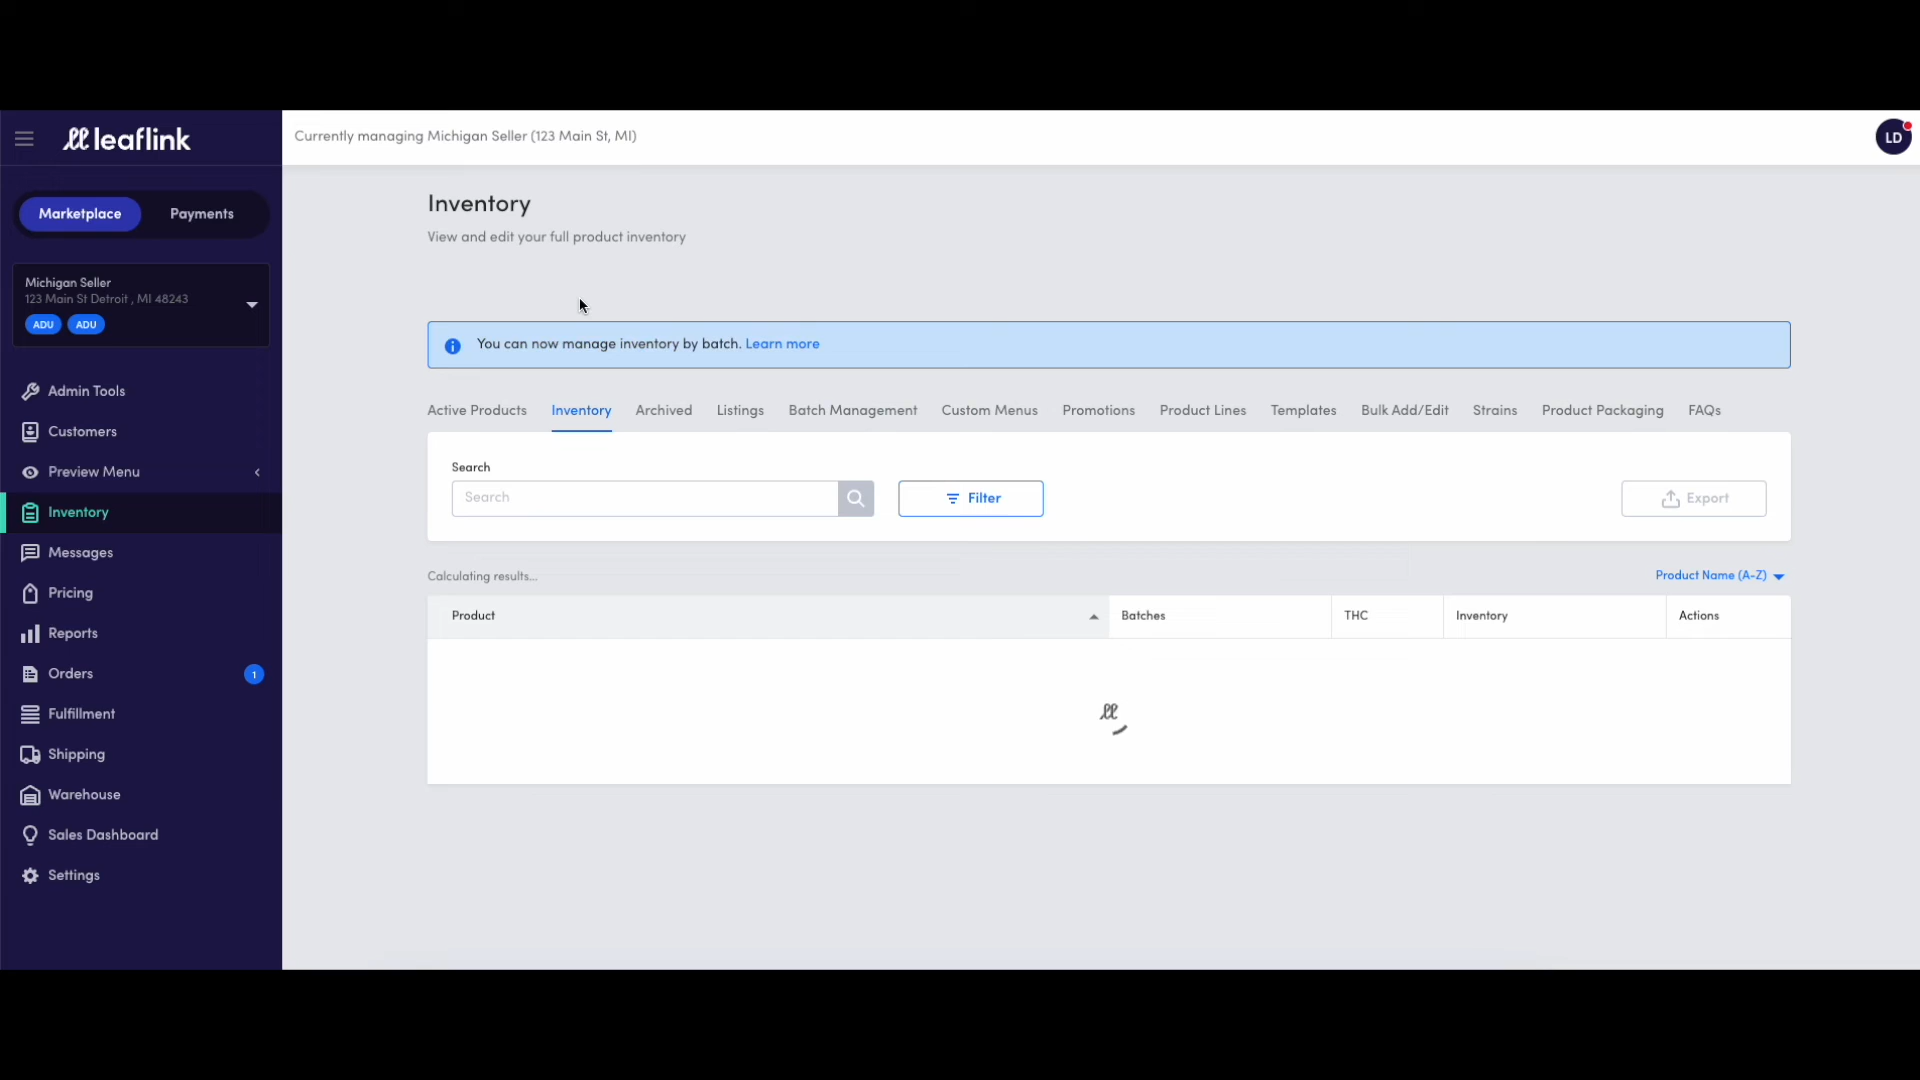 leaflink
Currently managing Michigan Seller (123 Main St, MI)
LD
Marketplace
Payments
Michigan Seller
123 Main St Detroit , MI 48243
ADU ADU
Admin Tools
Customers
Preview Menu
Inventory
Messages
Pricing
Reports
Orders 1
Fulfillment
Shipping
Warehouse
Sales Dashboard
Settings
Inventory
View and edit your full product inventory
You can now manage inventory by batch. Learn more
Active Products Inventory Archived Listings Batch Management Custom Menus Promotions Product Lines Templates Bulk Add/Edit Strains Product Packaging FAQs
Search
Search
Filter
Export
Calculating results...
Product Name (A-Z)
Product Batches THC Inventory Actions